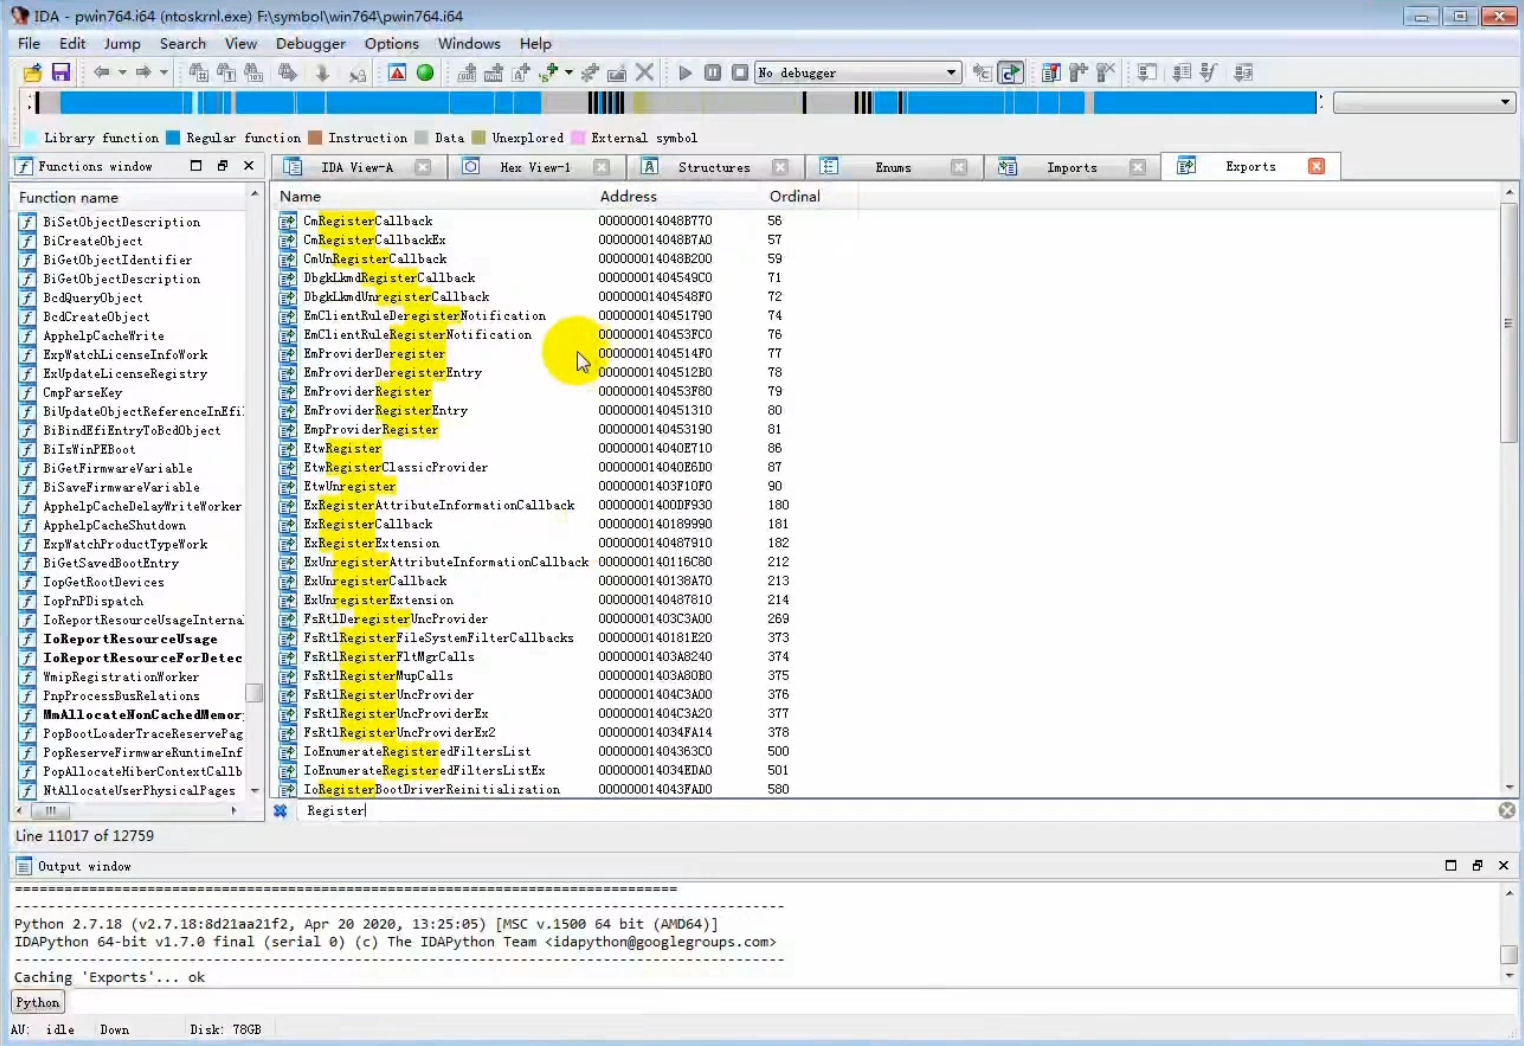 IDA - pwin764.i64 (ntoskrnl.exe) F:\symbol\win764\pwin764.i64
File Edit Jump Search View Debugger Options Windows Help
No debugger
Library function Regular function Instruction Data Unexplored External symbol
Functions window IDA View-A Hex View-1 Structures Enums Imports Exports
Function name
BiSetObjectDescription
BiCreateObject
BiGetObjectIdentifier
BiGetObjectDescription
BcdQueryObject
BcdCreateObject
ApphelpCacheWrite
ExpWatchLicenseInfoWork
ExUpdateLicenseRegistry
CmpParseKey
BiUpdateObjectReferenceInEfi
BiBindEfiEntryToBcdObject
BiIsWinPEBoot
BiGetFirmwareVariable
BiSaveFirmwareVariable
ApphelpCacheDelayWriteWorker
ApphelpCacheShutdown
ExpWatchProductTypeWork
BiGetSavedBootEntry
IopGetRootDevices
IopPnPDispatch
IoReportResourceUsageInterna
IoReportResourceUsage
IoReportResourceForDetec
WmipRegistrationWorker
PnpProcessBusRelations
MmAllocateNonCachedMemor
PopBootLoaderTraceReservePag
PopReserveFirmwareRuntimeInf
PopAllocateHiberContextCallb
NtAllocateUserPhysicalPages
Line 11017 of 12759
Name Address Ordinal
CmRegisterCallback 000000014048B770 56
CmRegisterCallbackEx 000000014048B7A0 57
CmUnRegisterCallback 000000014048B200 59
DbgkLkmdRegisterCallback 00000001404549C0 71
DbgkLkmdUnregisterCallback 00000001404548F0 72
EmClientRuleDeregisterNotification 0000000140451790 74
EmClientRuleRegisterNotification 0000000140453FC0 76
EmProviderDeregister 00000001404514F0 77
EmProviderDeregisterEntry 00000001404512B0 78
EmProviderRegister 0000000140453F80 79
EmProviderRegisterEntry 0000000140451310 80
EmpProviderRegister 0000000140453190 81
EtwRegister 000000014040E710 86
EtwRegisterClassicProvider 000000014040E6D0 87
EtwUnregister 00000001403F10F0 90
ExRegisterAttributeInformationCallback 00000001400DF930 180
ExRegisterCallback 0000000140189990 181
ExRegisterExtension 0000000140487910 182
ExUnregisterAttributeInformationCallback 0000000140116C80 212
ExUnregisterCallback 0000000140138A70 213
ExUnregisterExtension 0000000140487810 214
FsRtlDeregisterUncProvider 00000001403C3A00 269
FsRtlRegisterFileSystemFilterCallbacks 0000000140181E20 373
FsRtlRegisterFltMgrCalls 00000001403A8240 374
FsRtlRegisterMupCalls 00000001403A80B0 375
FsRtlRegisterUncProvider 00000001404C3A00 376
FsRtlRegisterUncProviderEx 00000001404C3A20 377
FsRtlRegisterUncProviderEx2 000000014034FA14 378
IoEnumerateRegisteredFiltersList 00000001404363C0 500
IoEnumerateRegisteredFiltersListEx 000000014034EDA0 501
IoRegisterBootDriverReinitialization 000000014043FAD0 580
Register
Output window
================================================================================
--------------------------------------------------------------------------------
Python 2.7.18 (v2.7.18:8d21aa21f2, Apr 20 2020, 13:25:05) [MSC v.1500 64 bit (AMD64)]
IDAPython 64-bit v1.7.0 final (serial 0) (c) The IDAPython Team <idapython@googlegroups.com>
--------------------------------------------------------------------------------
Caching 'Exports'... ok
Python
AU: idle Down Disk: 78GB